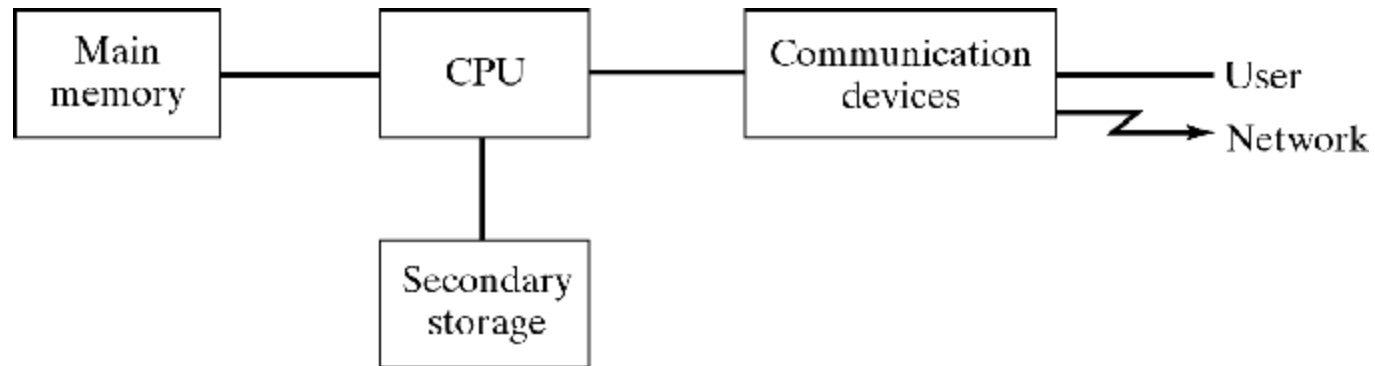 Main
memory
CPU
Communication
devices
User
Network
Secondary
storage